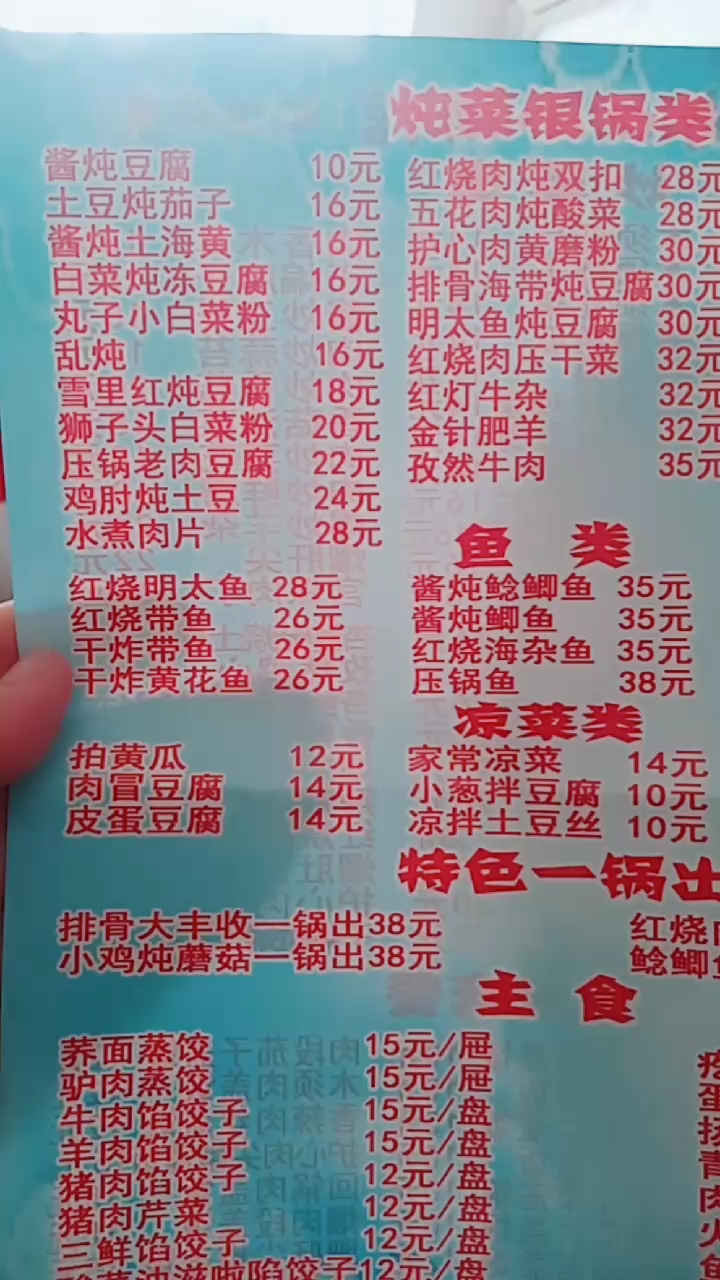 炖菜银锅类
酱炖豆腐 10元
土豆炖茄子 16元
酱炖土海黄 16元
白菜炖冻豆腐 16元
丸子小白菜粉 16元
乱炖 16元
雪里红炖豆腐 18元
狮子头白菜粉 20元
压锅老肉豆腐 22元
鸡肘炖土豆 24元
水煮肉片 28元
红烧肉炖双扣 28元
五花肉炖酸菜 28元
护心肉黄磨粉 30元
排骨海带炖豆腐 30元
明太鱼炖豆腐 30元
红烧肉压干菜 32元
红灯牛杂 32元
金针肥羊 32元
孜然牛肉 35元
鱼类
红烧明太鱼 28元
红烧带鱼 26元
干炸带鱼 26元
干炸黄花鱼 26元
酱炖鲶鲫鱼 35元
酱炖鲫鱼 35元
红烧海杂鱼 35元
压锅鱼 38元
凉菜类
拍黄瓜 12元
肉冒豆腐 14元
皮蛋豆腐 14元
家常凉菜 14元
小葱拌豆腐 10元
凉拌土豆丝 10元
特色一锅出
排骨大丰收一锅出38元
小鸡炖蘑菇一锅出38元
红烧
鲶鲫
主食
荞面蒸饺 15元/屉
驴肉蒸饺 15元/屉
牛肉馅饺子 15元/盘
羊肉馅饺子 15元/盘
猪肉馅饺子 12元/盘
猪肉芹菜 12元/盘
三鲜馅饺子 12元/盘
油滋啦馅饺子12元/盘